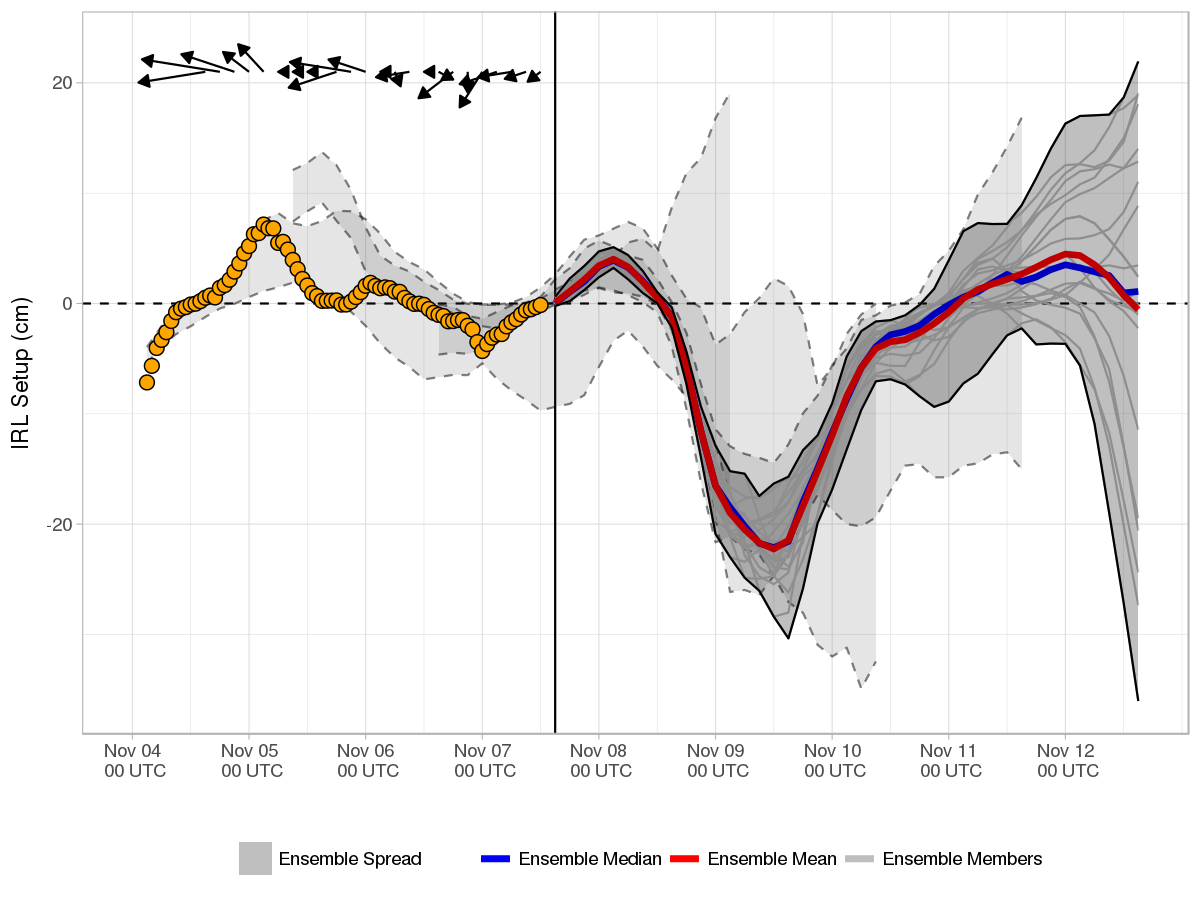 IRL Setup (cm)
20
0
-20
Nov 04 Nov 05 Nov 06 Nov 07 Nov 08 Nov 09 Nov 10 Nov 11 Nov 12
00 UTC 00 UTC 00 UTC 00 UTC 00 UTC 00 UTC 00 UTC 00 UTC 00 UTC
Ensemble Spread Ensemble Median Ensemble Mean Ensemble Members